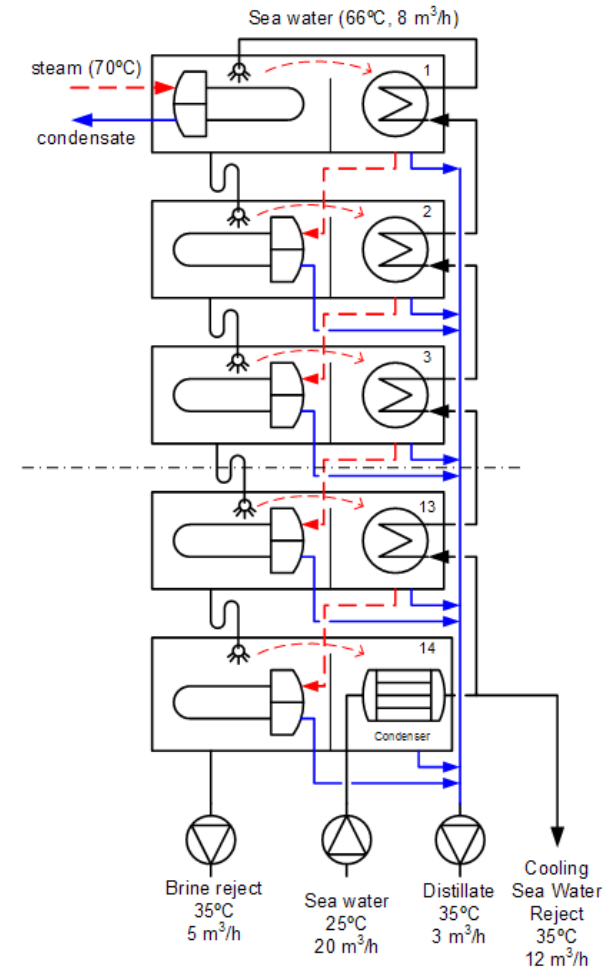 Sea water (66ºC, 8 m³/h)
steam (70ºC)
condensate
1
2
3
13
14
Condenser
Brine reject
35ºC
5 m³/h
Sea water
25ºC
20 m³/h
Distillate
35ºC
3 m³/h
Cooling
Sea Water
Reject
35ºC
12 m³/h